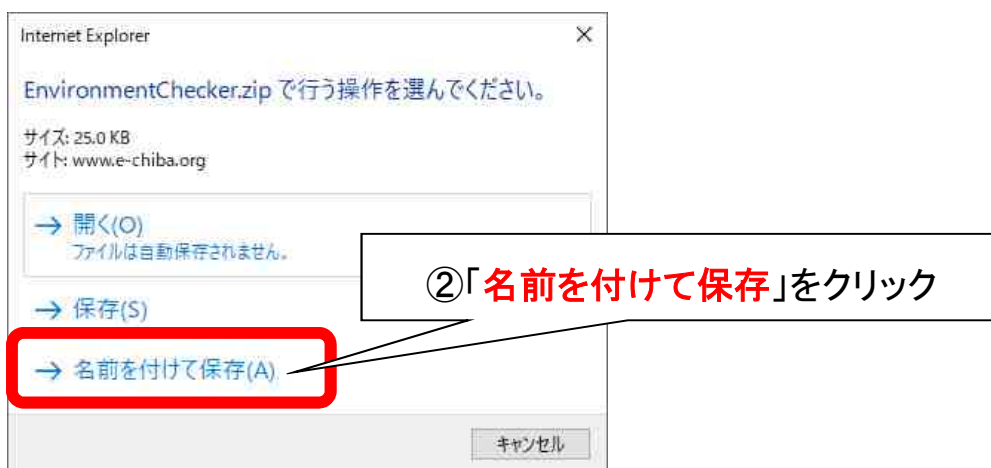 Internet Explorer
EnvironmentChecker.zip で行う操作を選んでください。
サイズ: 25.0 KB
サイト: www.e-chiba.org
→ 開く(O)
ファイルは自動保存されません。
②「名前を付けて保存」をクリック
→ 保存(S)
→ 名前を付けて保存(A)
キャンセル